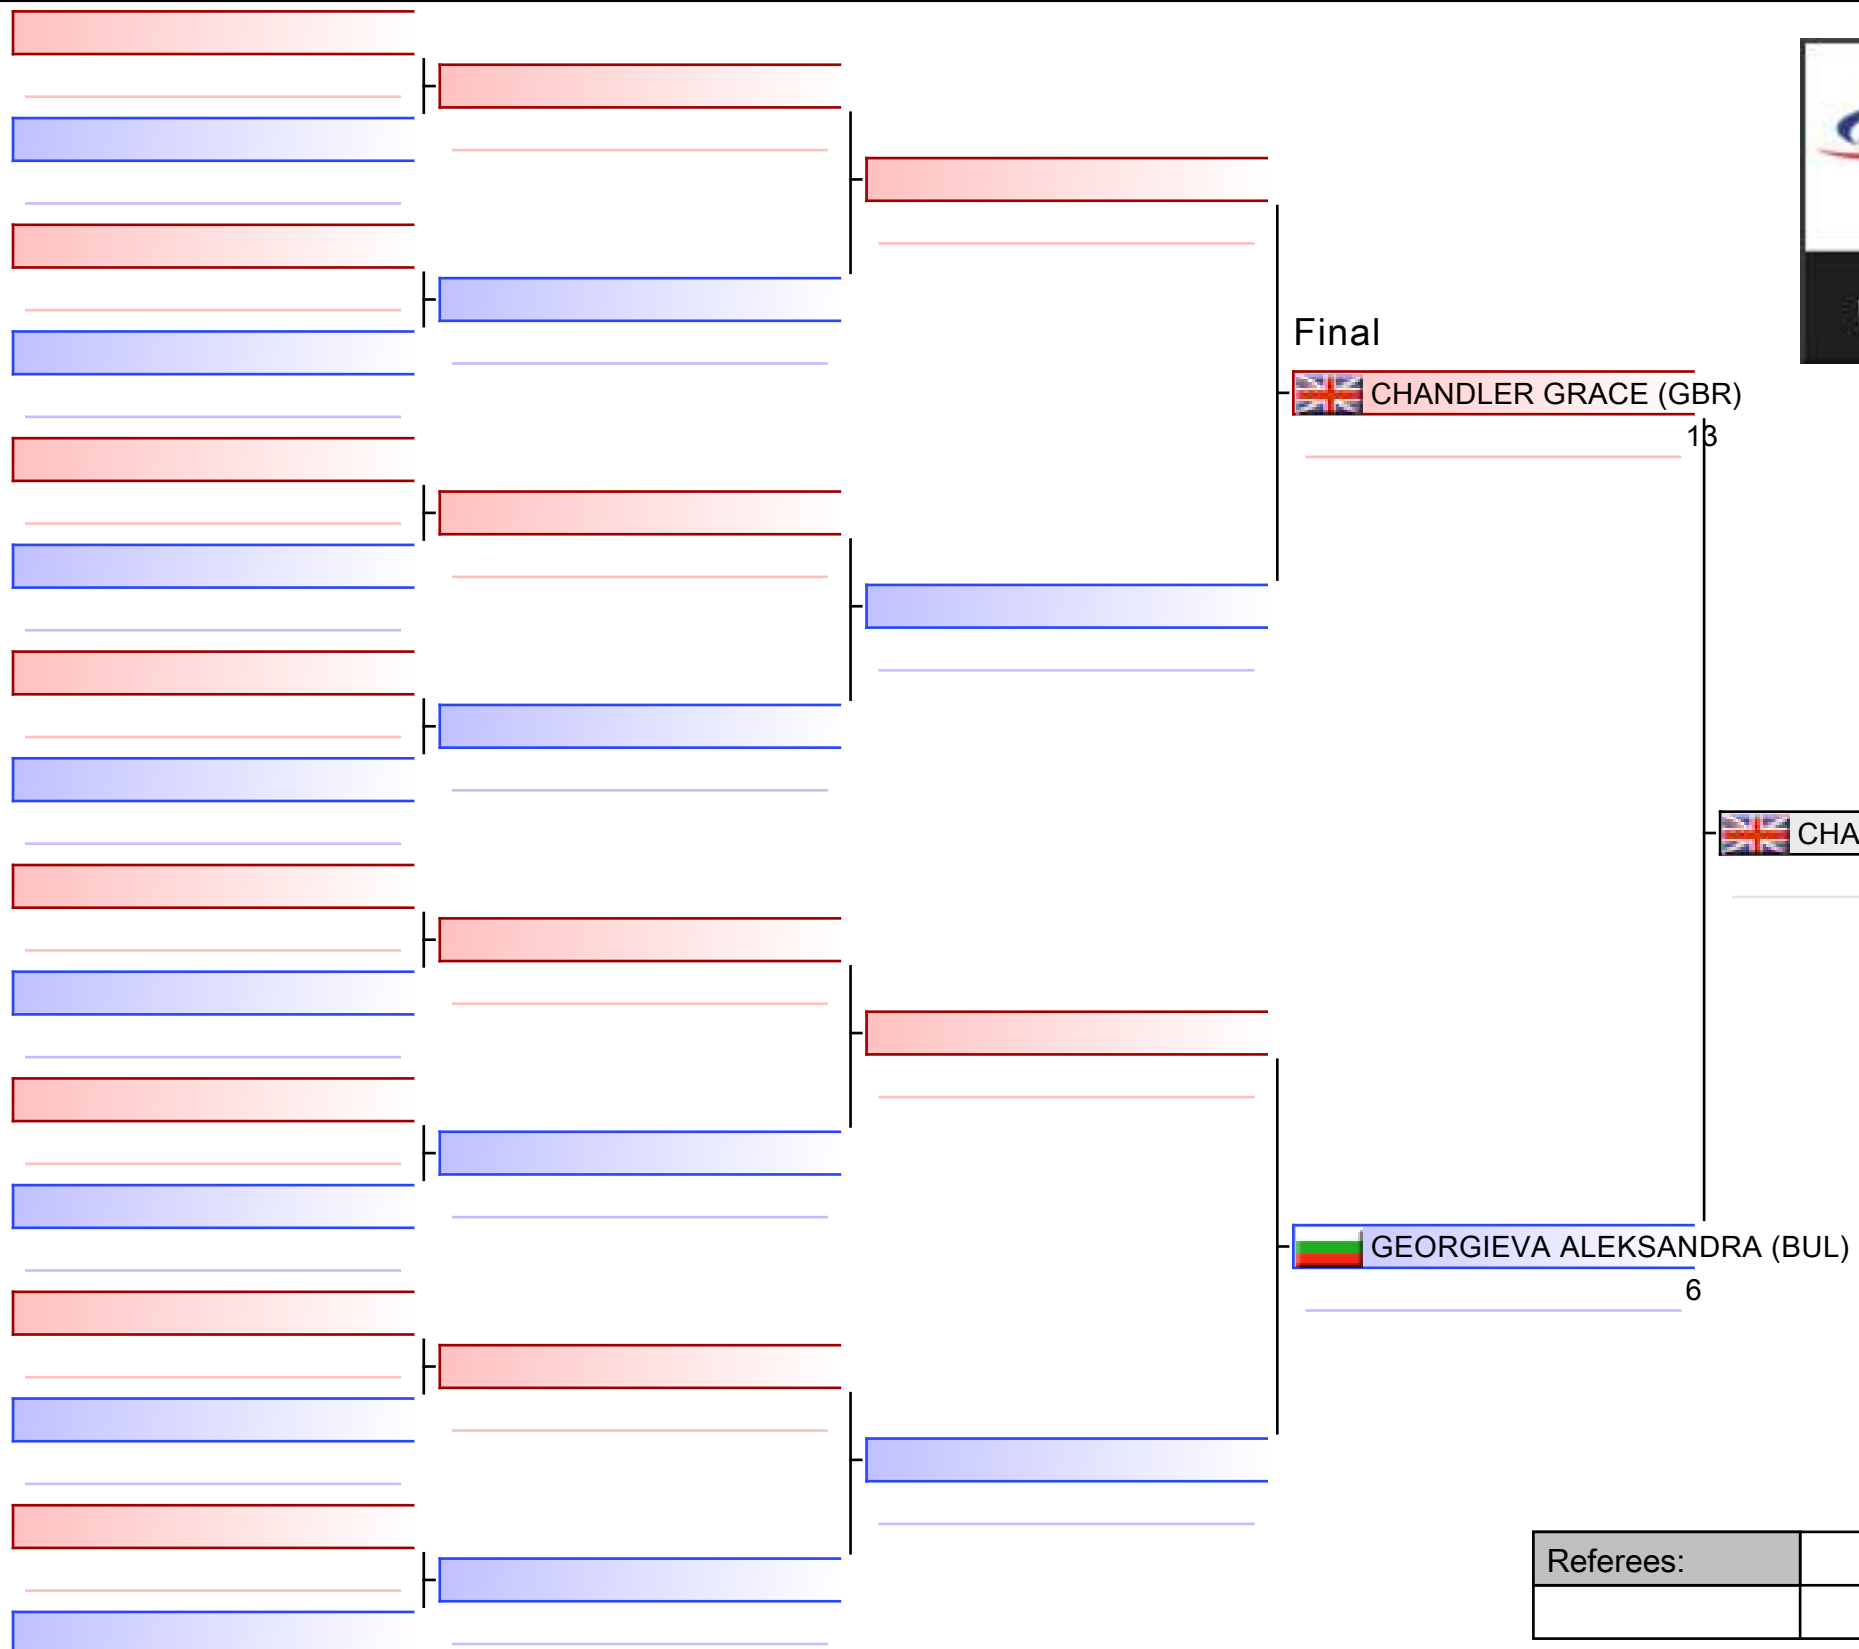 Final
CHANDLER GRACE (GBR)
13
CHA
GEORGIEVA ALEKSANDRA (BUL)
6
Referees: